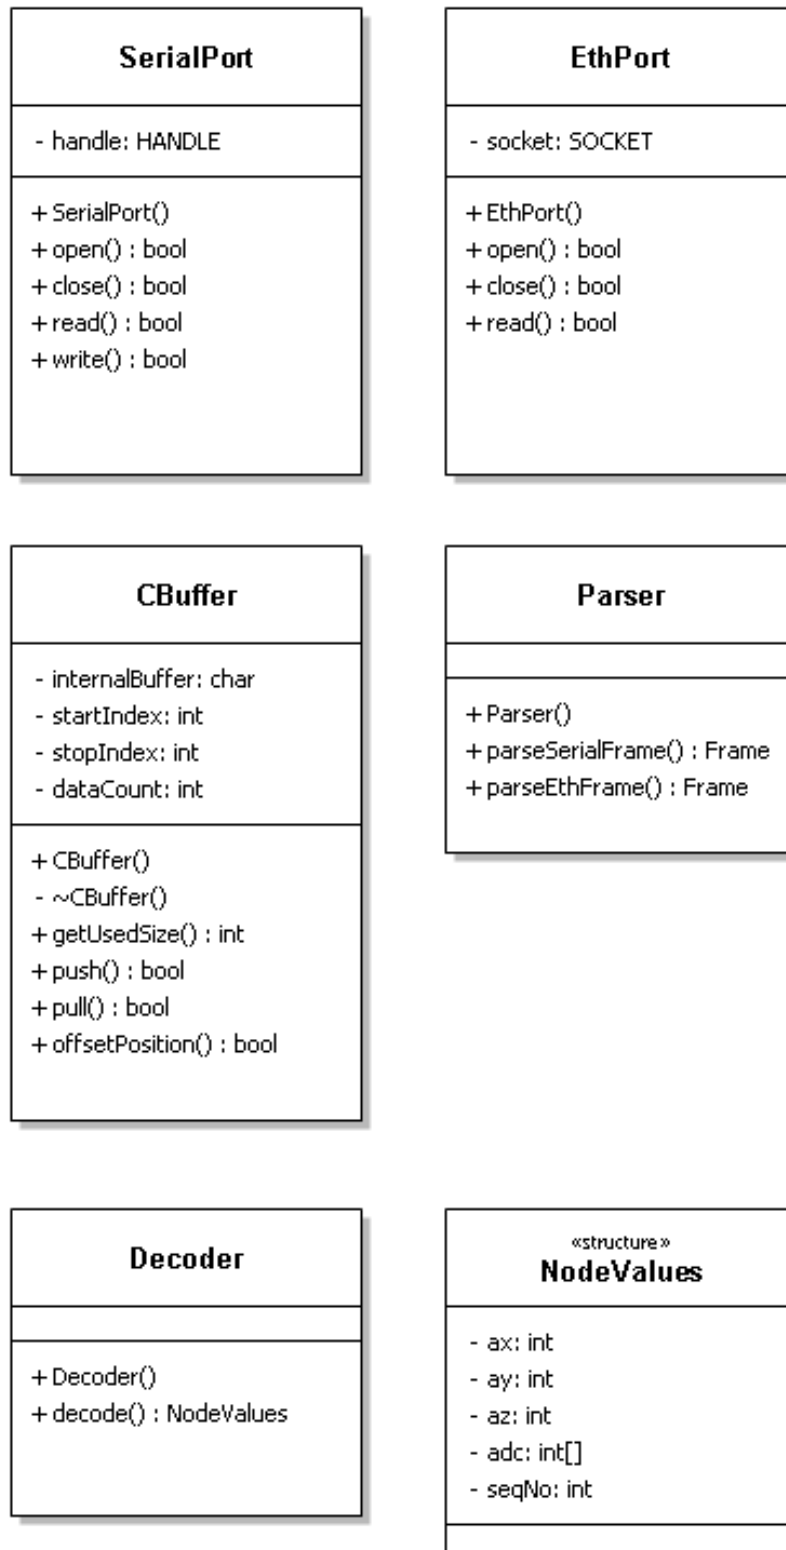 SerialPort
- handle: HANDLE
+ SerialPort()
+ open() : bool
+ close() : bool
+ read() : bool
+ write() : bool
EthPort
- socket: SOCKET
+ EthPort()
+ open() : bool
+ close() : bool
+ read() : bool
CBuffer
- internalBuffer: char
- startIndex: int
- stopIndex: int
- dataCount: int
+ CBuffer()
- ~CBuffer()
+ getUsedSize() : int
+ push() : bool
+ pull() : bool
+ offsetPosition() : bool
Parser
+ Parser()
+ parseSerialFrame() : Frame
+ parseEthFrame() : Frame
Decoder
+ Decoder()
+ decode() : NodeValues
«structure»
NodeValues
- ax: int
- ay: int
- az: int
- adc: int[]
- seqNo: int